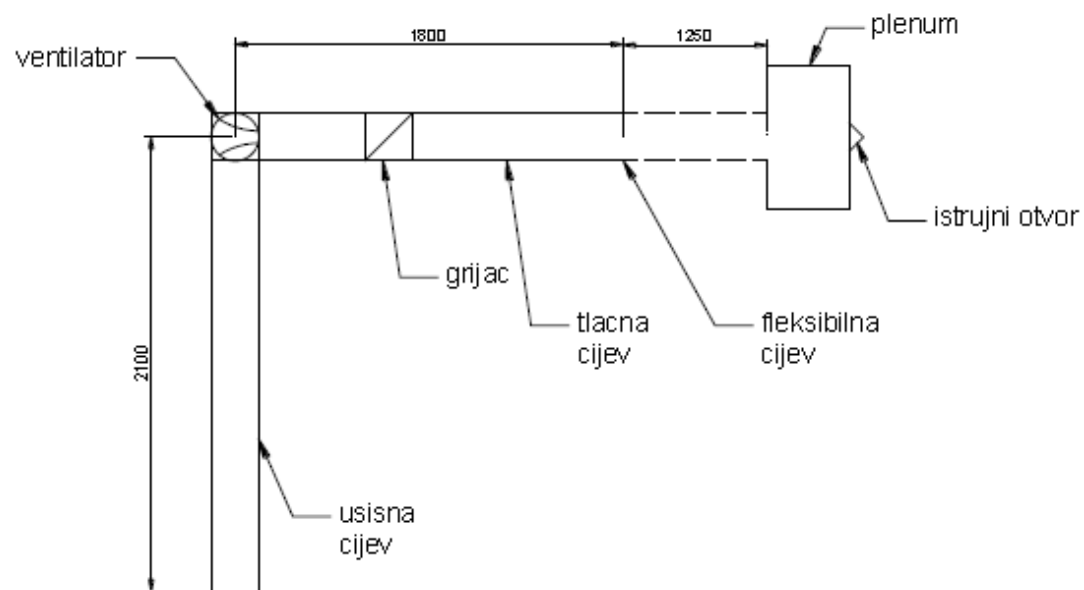 1800
1250
plenum
ventilator
istrujni otvor
grijac
tlacna
cijev
fleksibilna
cijev
2100
usisna
cijev